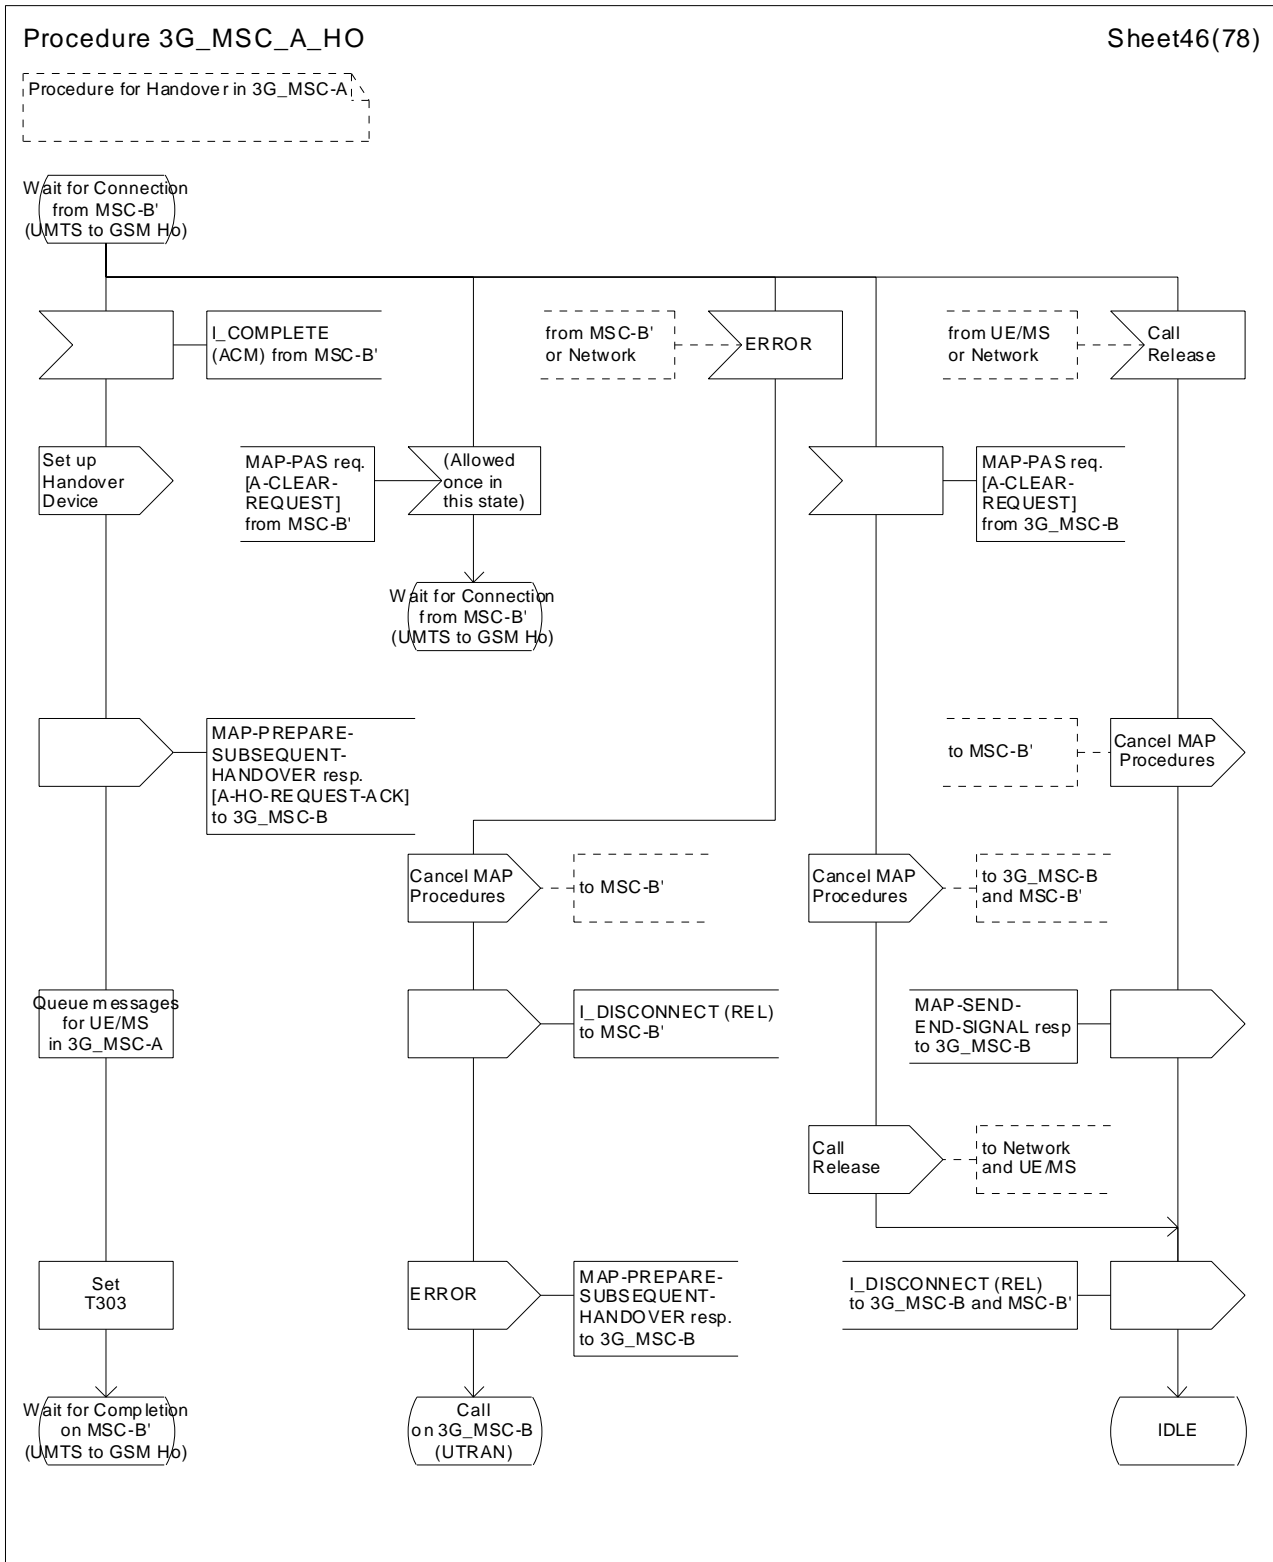 Procedure 3G_MSC_A_HO
Sheet46(78)
Procedure for Handover in 3G_MSC-A
Wait for Connection
from MSC-B'
(UMTS to GSM Ho)
I_COMPLETE
(ACM) from MSC-B'
from MSC-B'
or Network
ERROR
from UE/MS
or Network
Call
Release
Set up
Handover
Device
MAP-PAS req.
[A-CLEAR-
REQUEST]
from MSC-B'
(Allowed
once in
this state)
MAP-PAS req.
[A-CLEAR-
REQUEST]
from 3G_MSC-B
Wait for Connection
from MSC-B'
(UMTS to GSM Ho)
MAP-PREPARE-
SUBSEQUENT-
HANDOVER resp.
[A-HO-REQUEST-ACK]
to 3G_MSC-B
to MSC-B'
Cancel MAP
Procedures
Cancel MAP
Procedures
to MSC-B'
Cancel MAP
Procedures
to 3G_MSC-B
and MSC-B'
Queue messages
for UE/MS
in 3G_MSC-A
I_DISCONNECT (REL)
to MSC-B'
MAP-SEND-
END-SIGNAL resp
to 3G_MSC-B
Call
Release
to Network
and UE/MS
Set
T303
ERROR
MAP-PREPARE-
SUBSEQUENT-
HANDOVER resp.
to 3G_MSC-B
I_DISCONNECT (REL)
to 3G_MSC-B and MSC-B'
Wait for Completion
on MSC-B'
(UMTS to GSM Ho)
Call
on 3G_MSC-B
(UTRAN)
IDLE